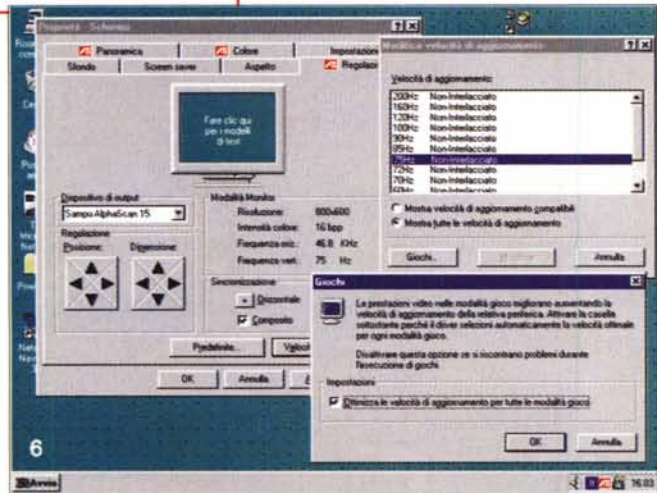 Proprietà - Schermo
Panoramica
Colore
Impostazioni
Sfondo
Screen saver
Aspetto
Regolazi
Fare clic qui
per i modelli
di test
Dispositivo di output
Sampo AlphaScan 15
Regolazione
Posizione:
Dimensione:
Modalità Monitor
Risoluzione: 800x600
Intensità colore: 16 bpp
Frequenza oriz.: 46.8 KHz
Frequenza vert.: 75 Hz
Sincronizzazione
Orizzontale
Composito
Predefinite...
Veloci
OK
Annulla
Modifica velocità di aggiornamento
Velocità di aggiornamento:
200Hz Non-Interlacciato
160Hz Non-Interlacciato
120Hz Non-Interlacciato
100Hz Non-Interlacciato
90Hz Non-Interlacciato
85Hz Non-Interlacciato
75Hz Non-Interlacciato
72Hz Non-Interlacciato
70Hz Non-Interlacciato
60Hz Non-Interlacciato
Mostra velocità di aggiornamento compatibili
Mostra tutte le velocità di aggiornamento
Giochi...
Annulla
Giochi
Le prestazioni video nelle modalità gioco migliorano aumentando la
velocità di aggiornamento della relativa periferica. Attivare la casella
sottostante perché il driver selezioni automaticamente la velocità ottimale
per ogni modalità gioco.
Disattivare questa opzione se si riscontrano problemi durante
l'esecuzione di giochi.
Impostazioni
Ottimizza le velocità di aggiornamento per tutte le modalità gioco
OK
Annulla
6
Avvio
16.03